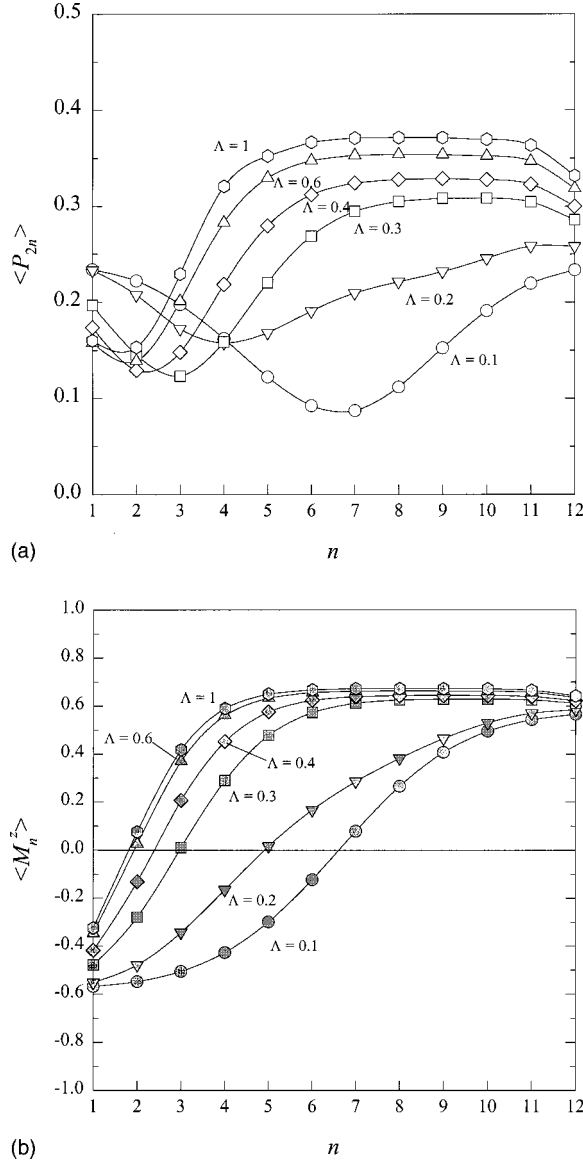 0.5
0.4
0.3
0.2
0.1
0.0
<P2n>
Λ = 1
Λ = 0.6
Λ = 0.4
Λ = 0.3
Λ = 0.2
Λ = 0.1
1 2 3 4 5 6 7 8 9 10 11 12
(a) n
1.0
0.8
0.6
0.4
0.2
0.0
-0.2
-0.4
-0.6
-0.8
-1.0
<Mnz>
Λ = 1
Λ = 0.6
Λ = 0.4
Λ = 0.3
Λ = 0.2
Λ = 0.1
1 2 3 4 5 6 7 8 9 10 11 12
(b) n